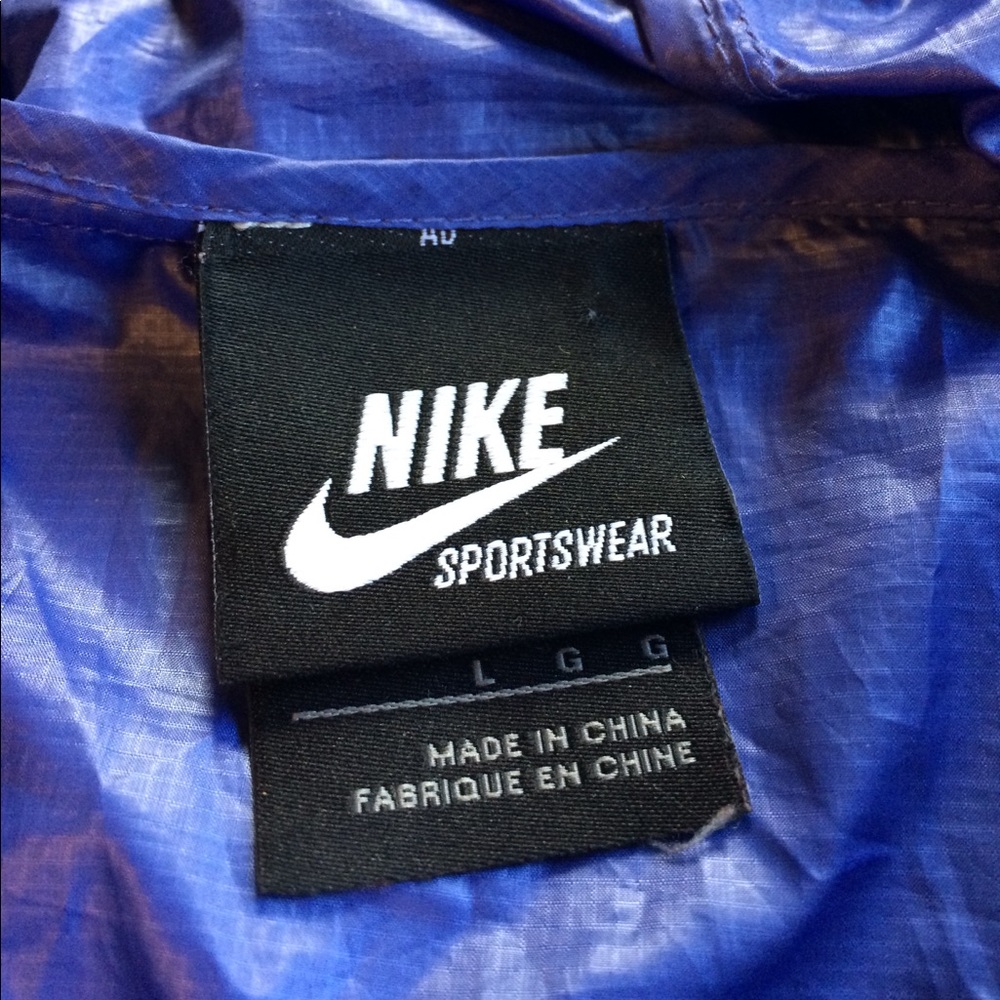 NIKE
SPORTSWEAR
L G G
MADE IN CHINA
FABRIQUE EN CHINE